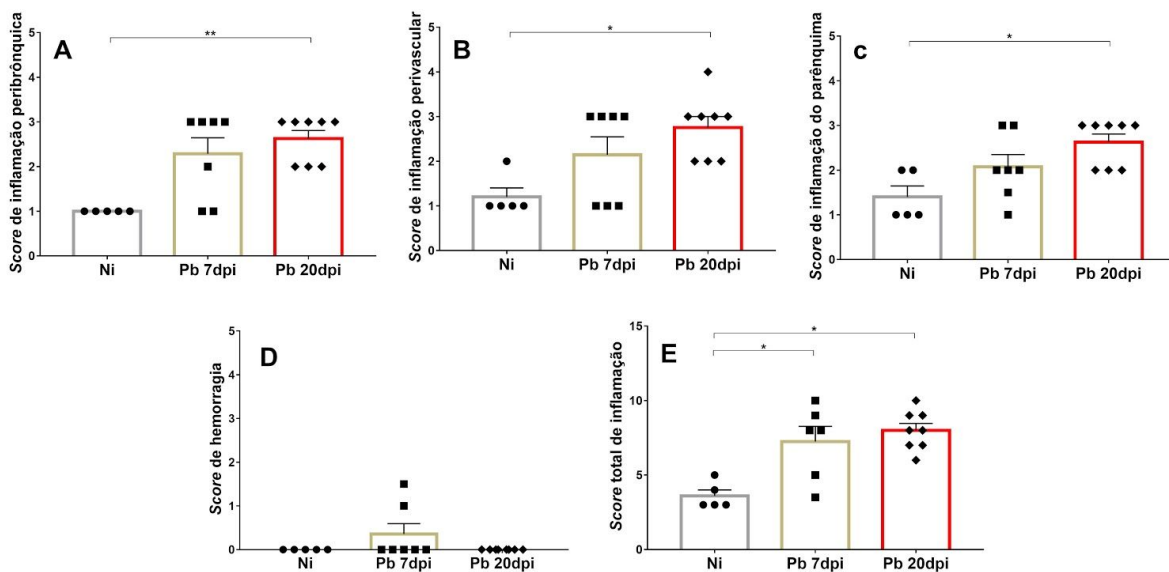 A
**
Score de inflamação peribrônquica
5
4
3
2
1
0
Ni
Pb 7dpi
Pb 20dpi
B
*
Score de inflamação perivascular
5
4
3
2
1
0
Ni
Pb 7dpi
Pb 20dpi
c
*
Score de inflamação do parênquima
5
4
3
2
1
0
Ni
Pb 7dpi
Pb 20dpi
D
Score de hemorragia
5
4
3
2
1
0
Ni
Pb 7dpi
Pb 20dpi
E
*
*
Score total de inflamação
15
10
5
0
Ni
Pb 7dpi
Pb 20dpi